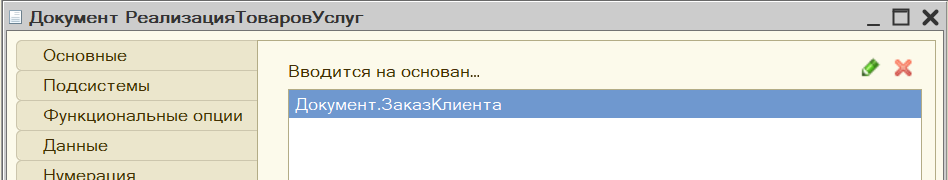 Документ РеализацияТоваровУслуг
Основные
Подсистемы
Функциональные опции
Данные
Нумерация
Вводится на основан...
Документ.ЗаказКлиента